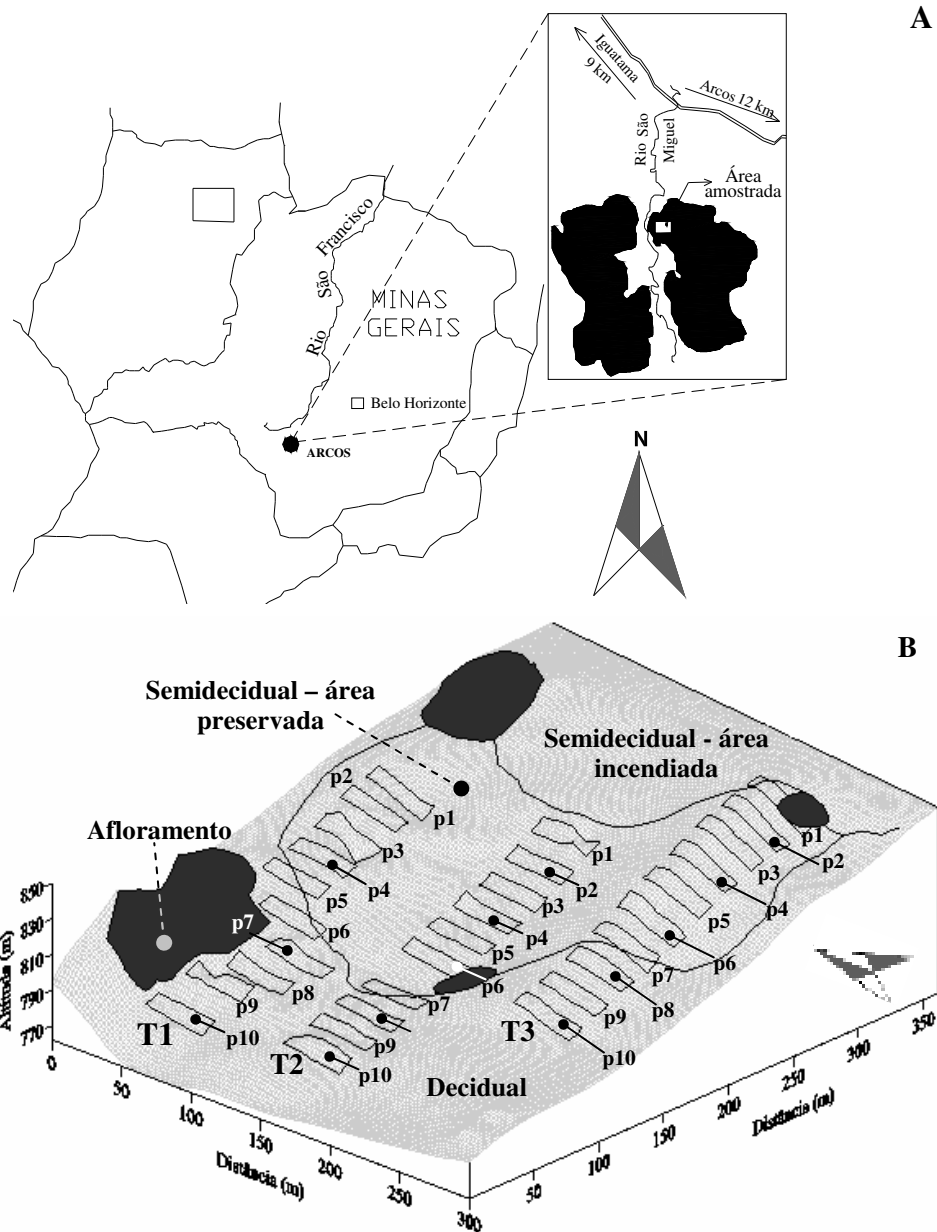 A
Iguatama
9 km
Arcos 12 km
Rio São
Miguel
Área
amostrada
Rio São Francisco
MINAS
GERAIS
Belo Horizonte
ARCOS
N
B
Semidecidual – área
preservada
Semidecidual - área
incendiada
Afloramento
p2
p1
p3
p4
p5
p6
p7
p8
p9
p10
T1
p1
p2
p3
p4
p5
p6
p7
p9
p10
T2
p1
p2
p3
p4
p5
p6
p7
p8
p9
p10
T3
Decidual
Altitude (m)
850
830
810
790
770
0
50
100
150
200
250
300
Distância (m)
50
100
150
200
250
300
350
Distância (m)